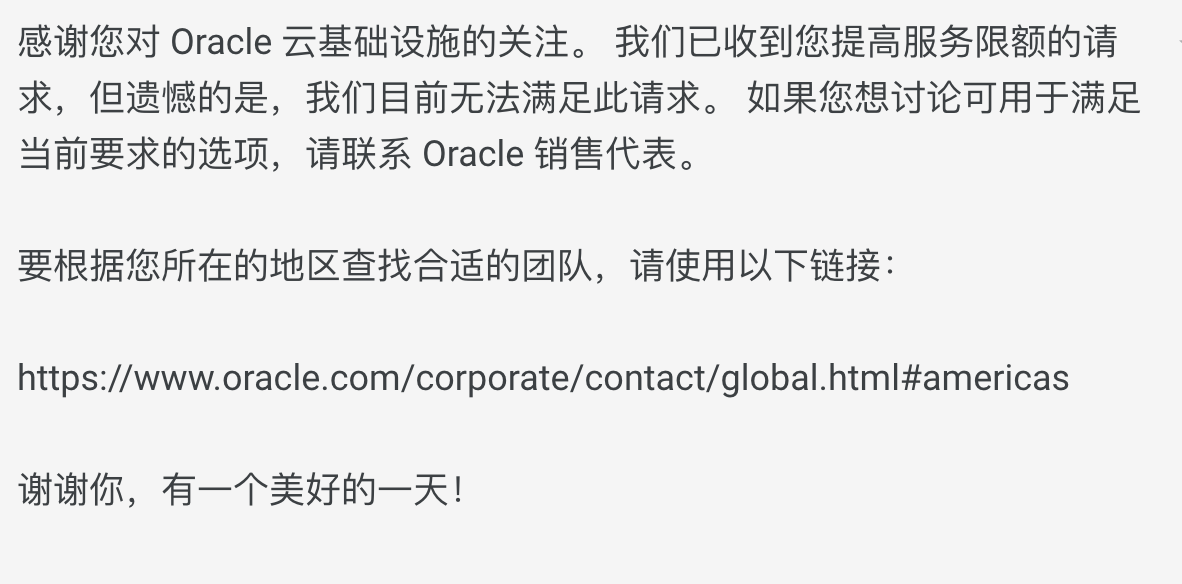 感谢您对 Oracle 云基础设施的关注。 我们已收到您提高服务限额的请
求，但遗憾的是，我们目前无法满足此请求。 如果您想讨论可用于满足
当前要求的选项，请联系 Oracle 销售代表。
要根据您所在的地区查找合适的团队，请使用以下链接：
https://www.oracle.com/corporate/contact/global.html#americas
谢谢你，有一个美好的一天！